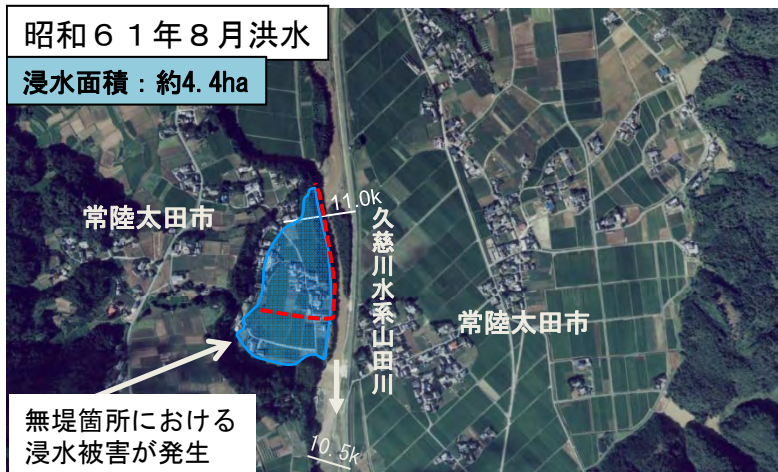 昭和６１年８月洪水
浸水面積：約4.4ha
常陸太田市
11.0k
久慈川水系山田川
常陸太田市
無堤箇所における
浸水被害が発生
10.5k